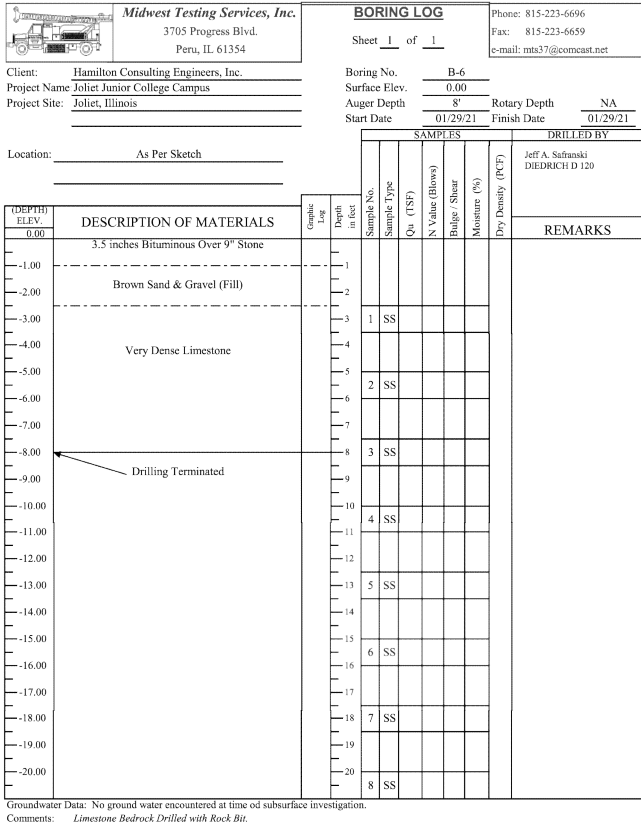 Midwest Testing Services, Inc.
3705 Progress Blvd.
Peru, IL 61354
BORING LOG
Sheet 1 of 1
Phone: 815-223-6696
Fax: 815-223-6659
e-mail: mts37@comcast.net
Client: Hamilton Consulting Engineers, Inc.
Project Name Joliet Junior College Campus
Project Site: Joliet, Illinois
Boring No. B-6
Surface Elev. 0.00
Auger Depth 8' Rotary Depth NA
Start Date 01/29/21 Finish Date 01/29/21
SAMPLES DRILLED BY
Location: As Per Sketch
Jeff A. Safranski
DIEDRICH D 120
(DEPTH)
ELEV.
0.00
DESCRIPTION OF MATERIALS
Graphic
Log
Depth
in feet
Sample No.
Sample Type
Qu (TSF)
N Value (Blows)
Bulge / Shear
Moisture (%)
Dry Density (PCF)
REMARKS
3.5 inches Bituminous Over 9" Stone
-1.00 1
Brown Sand & Gravel (Fill)
-2.00 2
-3.00 3 1 SS
Very Dense Limestone
-4.00 4
-5.00 5
2 SS
-6.00 6
-7.00 7
-8.00 8 3 SS
Drilling Terminated
-9.00 9
-10.00 10
4 SS
-11.00 11
-12.00 12
-13.00 13 5 SS
-14.00 14
-15.00 15
6 SS
-16.00 16
-17.00 17
-18.00 18 7 SS
-19.00 19
-20.00 20
8 SS
Groundwater Data: No ground water encountered at time od subsurface investigation.
Comments: Limestone Bedrock Drilled with Rock Bit.